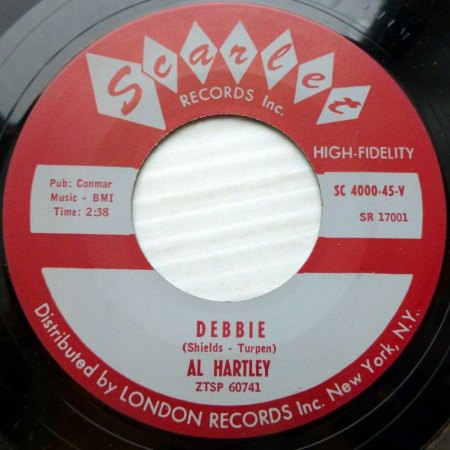 Scarlet
RECORDS Inc.
HIGH-FIDELITY
Pub: Conmar
Music - BMI
Time: 2:38
SC 4000-45-V
SR 17001
DEBBIE
(Shields - Turpen)
AL HARTLEY
ZTSP 60741
Distributed by LONDON RECORDS Inc. New York, N.Y.